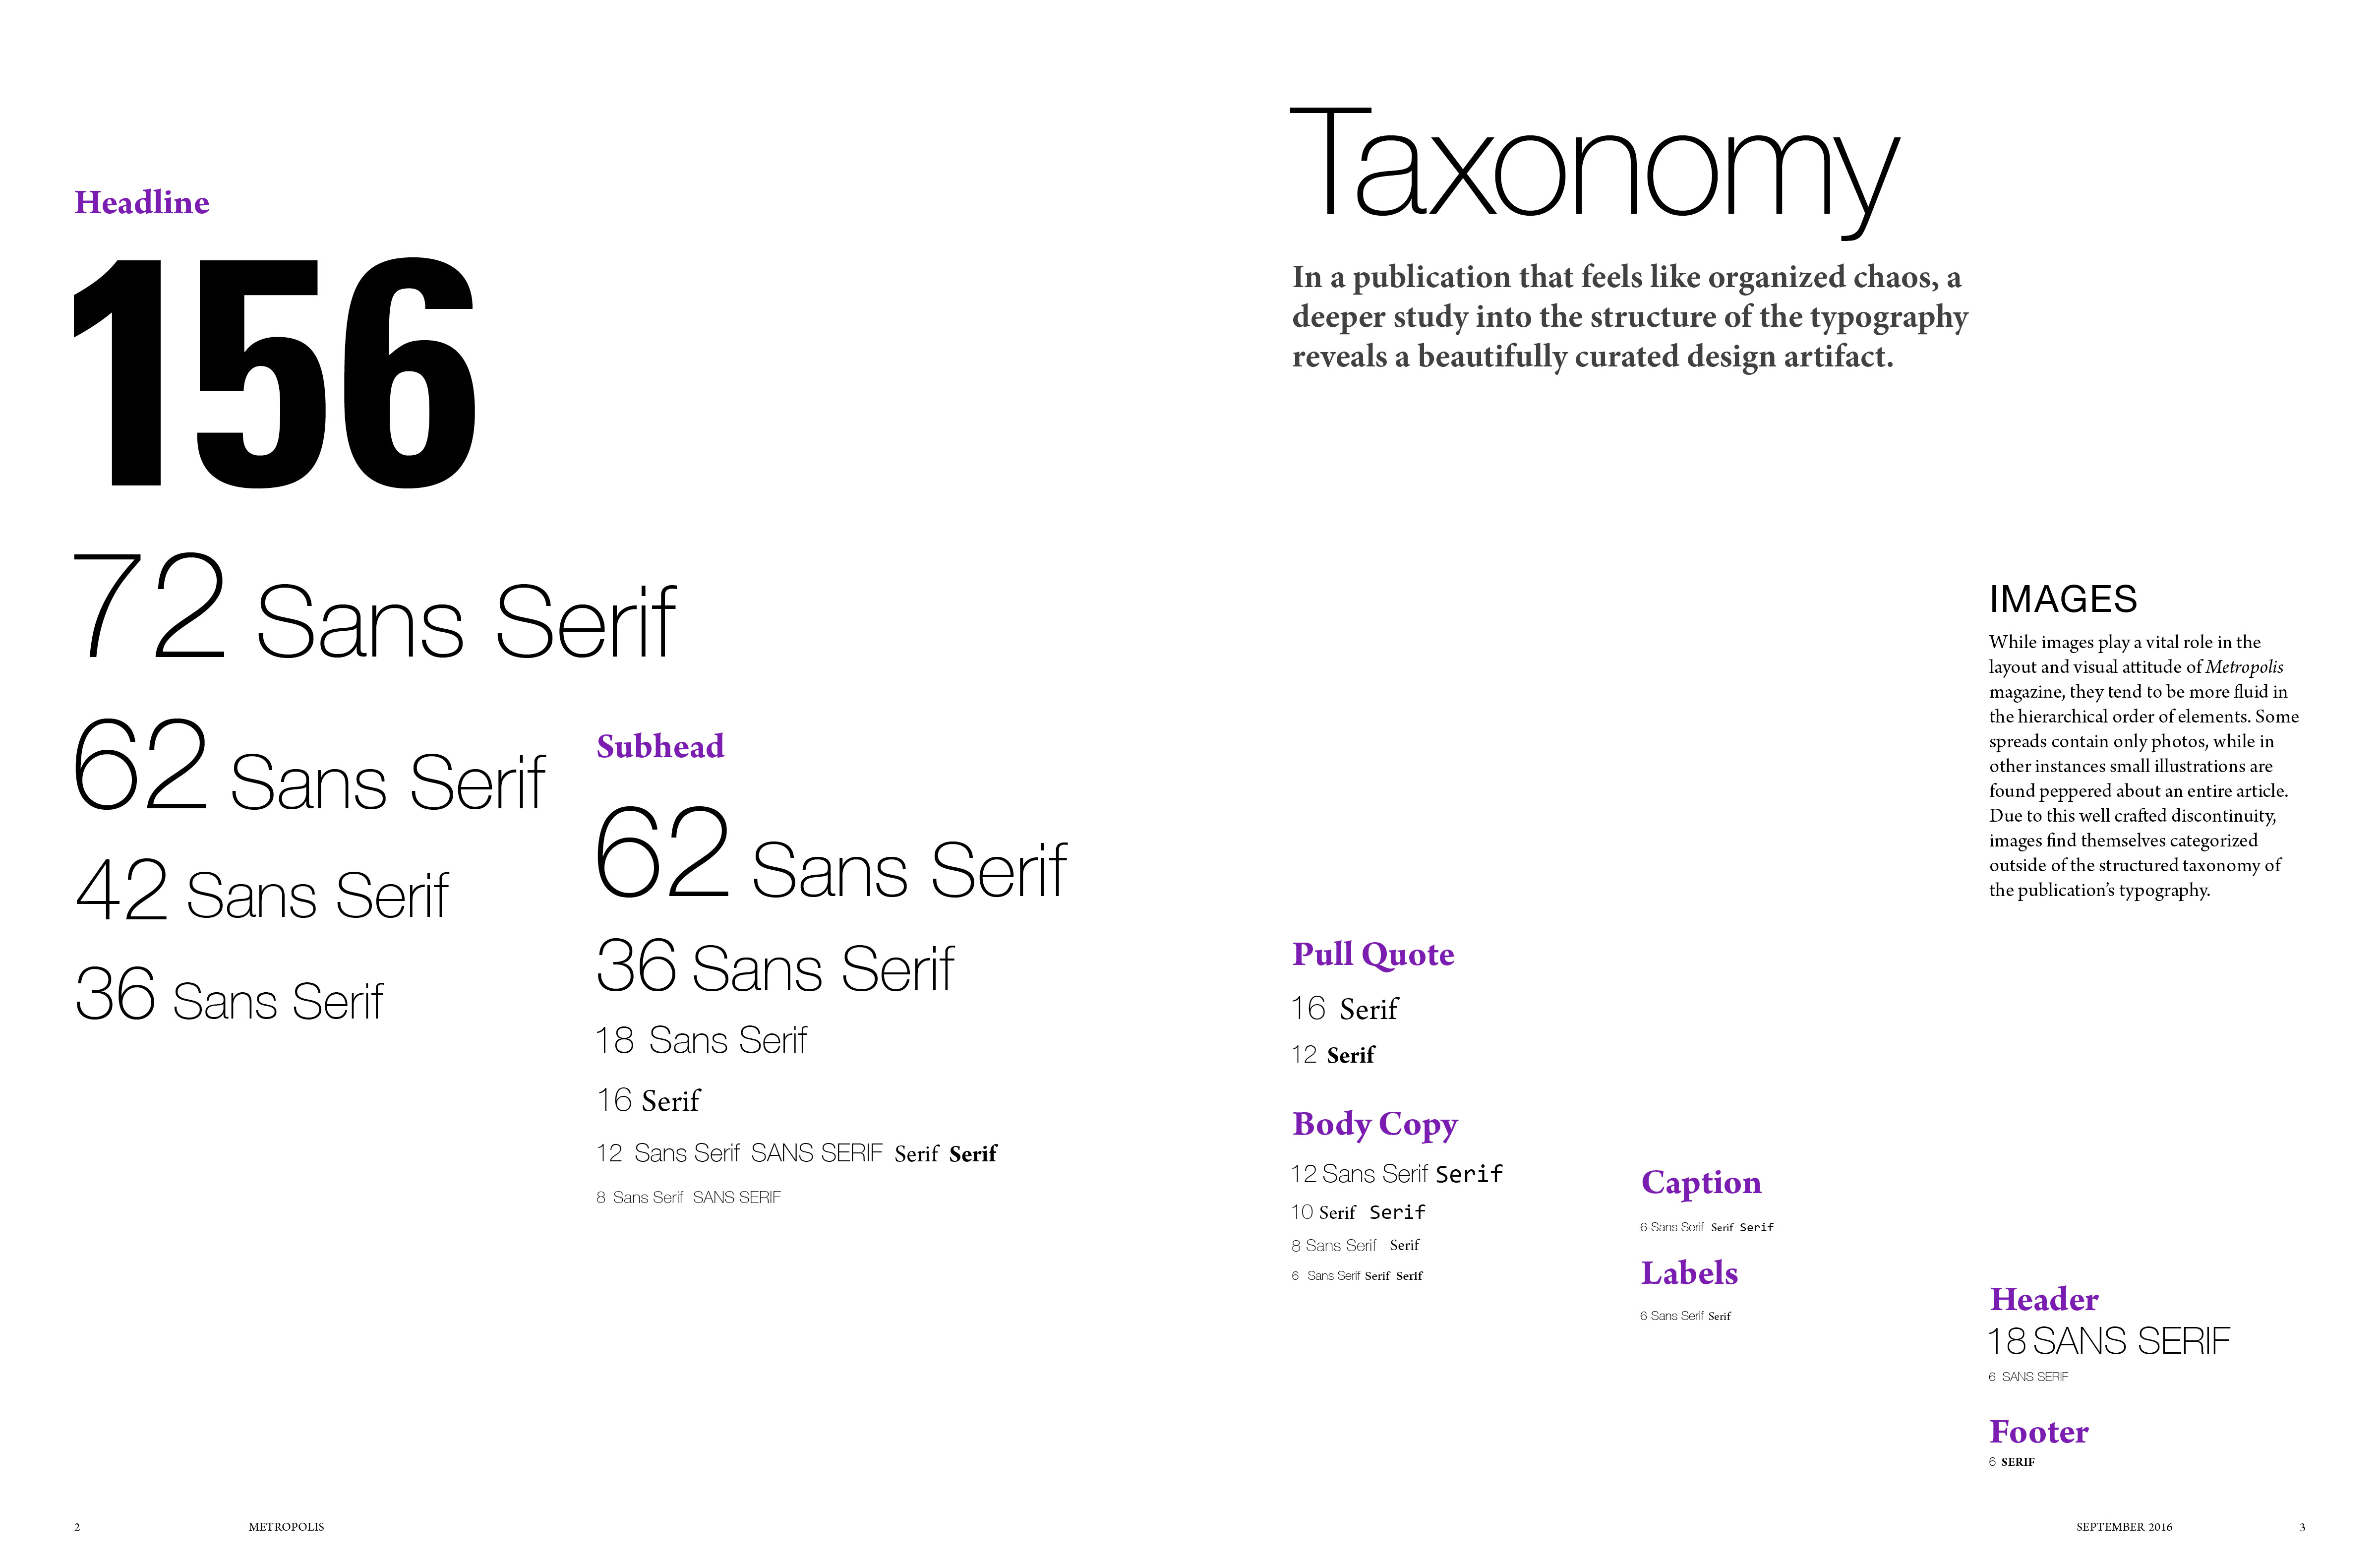 Headline
156
72 Sans Serif
62 Sans Serif
42 Sans Serif
36 Sans Serif
Subhead
62 Sans Serif
36 Sans Serif
18 Sans Serif
16 Serif
12 Sans Serif SANS SERIF Serif Serif
8 Sans Serif SANS SERIF
Taxonomy
In a publication that feels like organized chaos, a
deeper study into the structure of the typography
reveals a beautifully curated design artifact.
IMAGES
While images play a vital role in the
layout and visual attitude of Metropolis
magazine, they tend to be more fluid in
the hierarchical order of elements. Some
spreads contain only photos, while in
other instances small illustrations are
found peppered about an entire article.
Due to this well crafted discontinuity,
images find themselves categorized
outside of the structured taxonomy of
the publication’s typography.
Pull Quote
16 Serif
12 Serif
Body Copy
12 Sans Serif Serif
10 Serif Serif
8 Sans Serif Serif
6 Sans Serif Serif Serif
Caption
6 Sans Serif Serif Serif
Labels
6 Sans Serif Serif
Header
18 SANS SERIF
6 SANS SERIF
Footer
6 SERIF
2 METROPOLIS
SEPTEMBER 2016 3